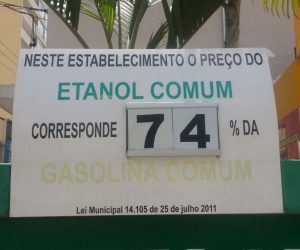 NESTE ESTABELECIMENTO O PREÇO DO
ETANOL COMUM
CORRESPONDE 74 % DA
GASOLINA COMUM
Lei Municipal 14.105 de 25 de julho 2011